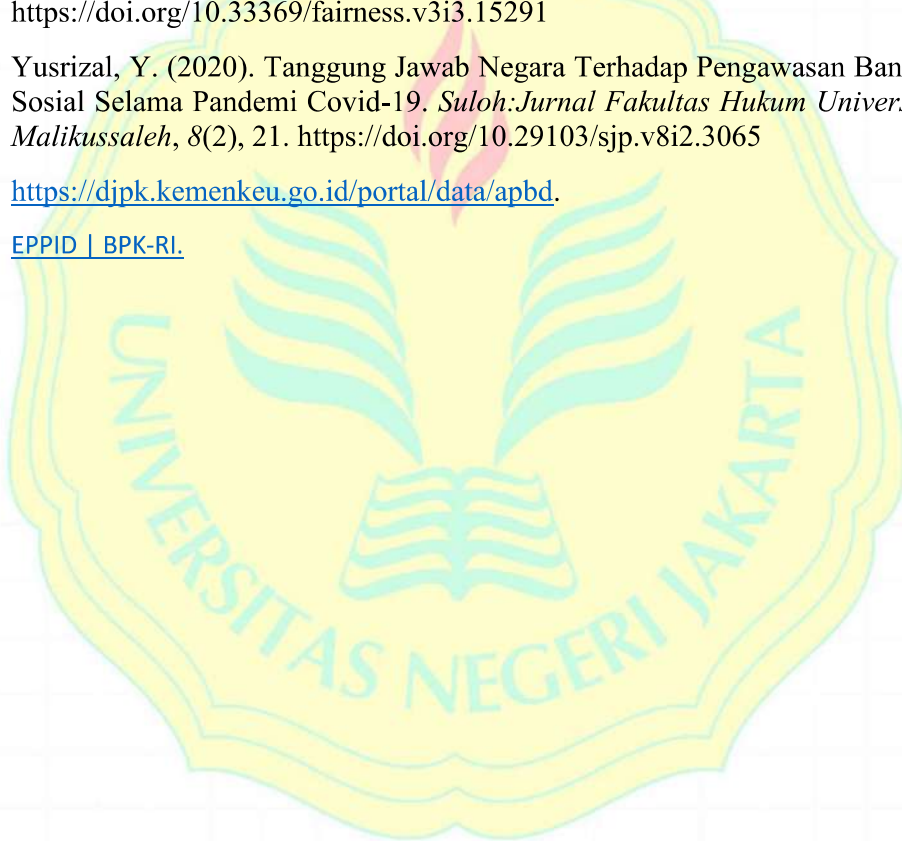 https://doi.org/10.33369/fairness.v3i3.15291
Yusrizal, Y. (2020). Tanggung Jawab Negara Terhadap Pengawasan Ban
Sosial Selama Pandemi Covid-19. Suloh:Jurnal Fakultas Hukum Univer
Malikussaleh, 8(2), 21. https://doi.org/10.29103/sjp.v8i2.3065
https://djpk.kemenkeu.go.id/portal/data/apbd.
EPPID | BPK-RI.
UNIVERSITAS NEGERI JAKARTA